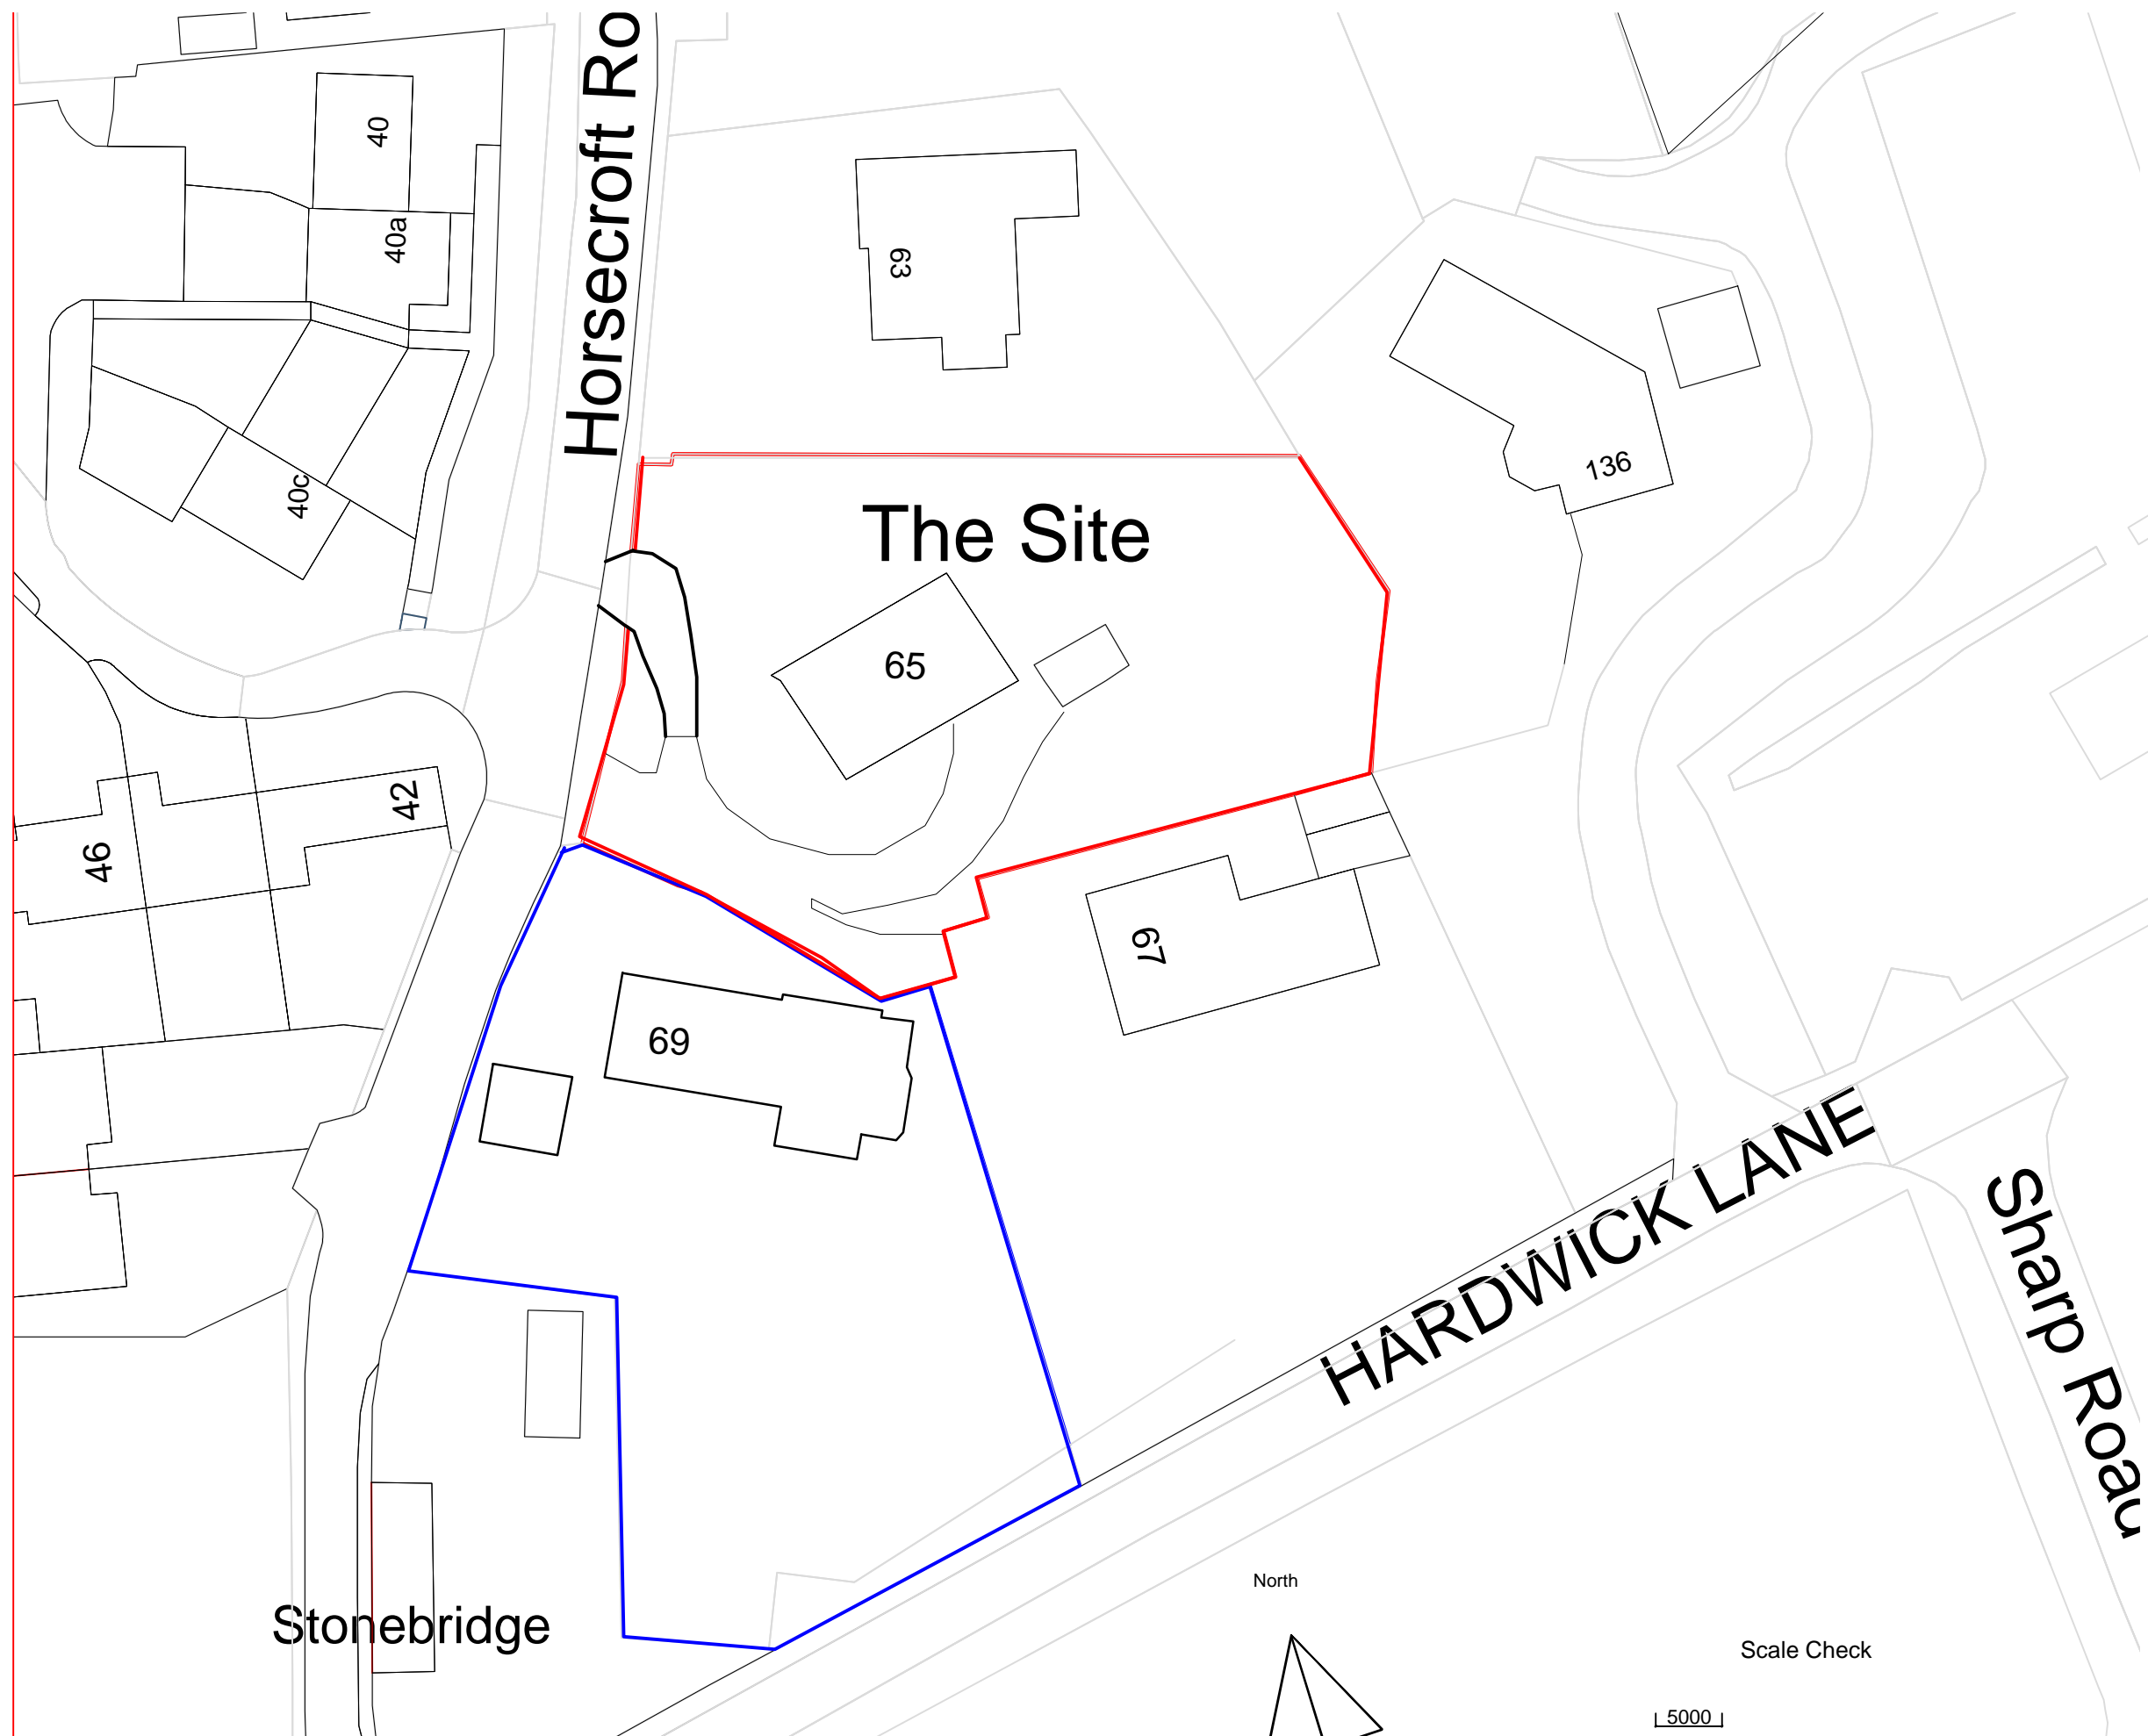 Horsecroft Ro
40
40a
63
40c
136
The Site
65
42
46
67
69
HARDWICK LANE
Sharp Road
Stonebridge
North
Scale Check
5000